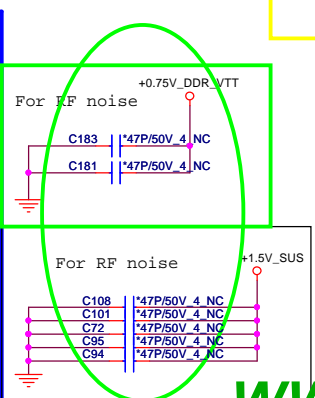 +0.75V_DDR_VTT
For RF noise
C183 *47P/50V_4_NC
C181 *47P/50V_4_NC
For RF noise
+1.5V_SUS
C108 *47P/50V_4_NC
C101 *47P/50V_4_NC
C72 *47P/50V_4_NC
C95 *47P/50V_4_NC
C94 *47P/50V_4_NC